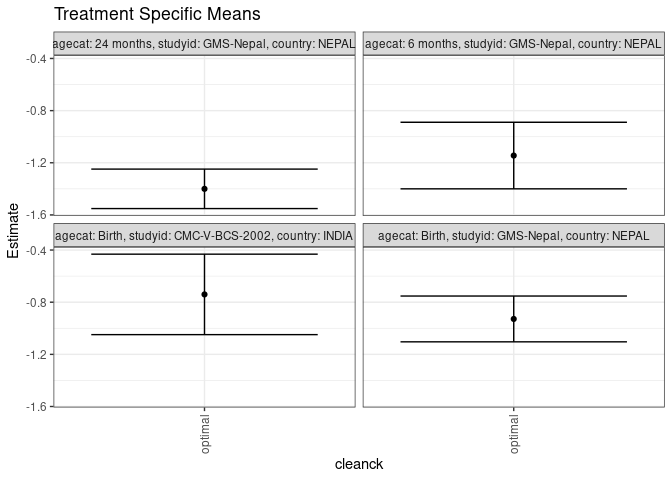 Treatment Specific Means
agecat: 24 months, studyid: GMS-Nepal, country: NEPAL
agecat: 6 months, studyid: GMS-Nepal, country: NEPAL
-0.4
-0.8
-1.2
-1.6
agecat: Birth, studyid: CMC-V-BCS-2002, country: INDIA
agecat: Birth, studyid: GMS-Nepal, country: NEPAL
-0.4
-0.8
-1.2
-1.6
Estimate
optimal
optimal
cleanck